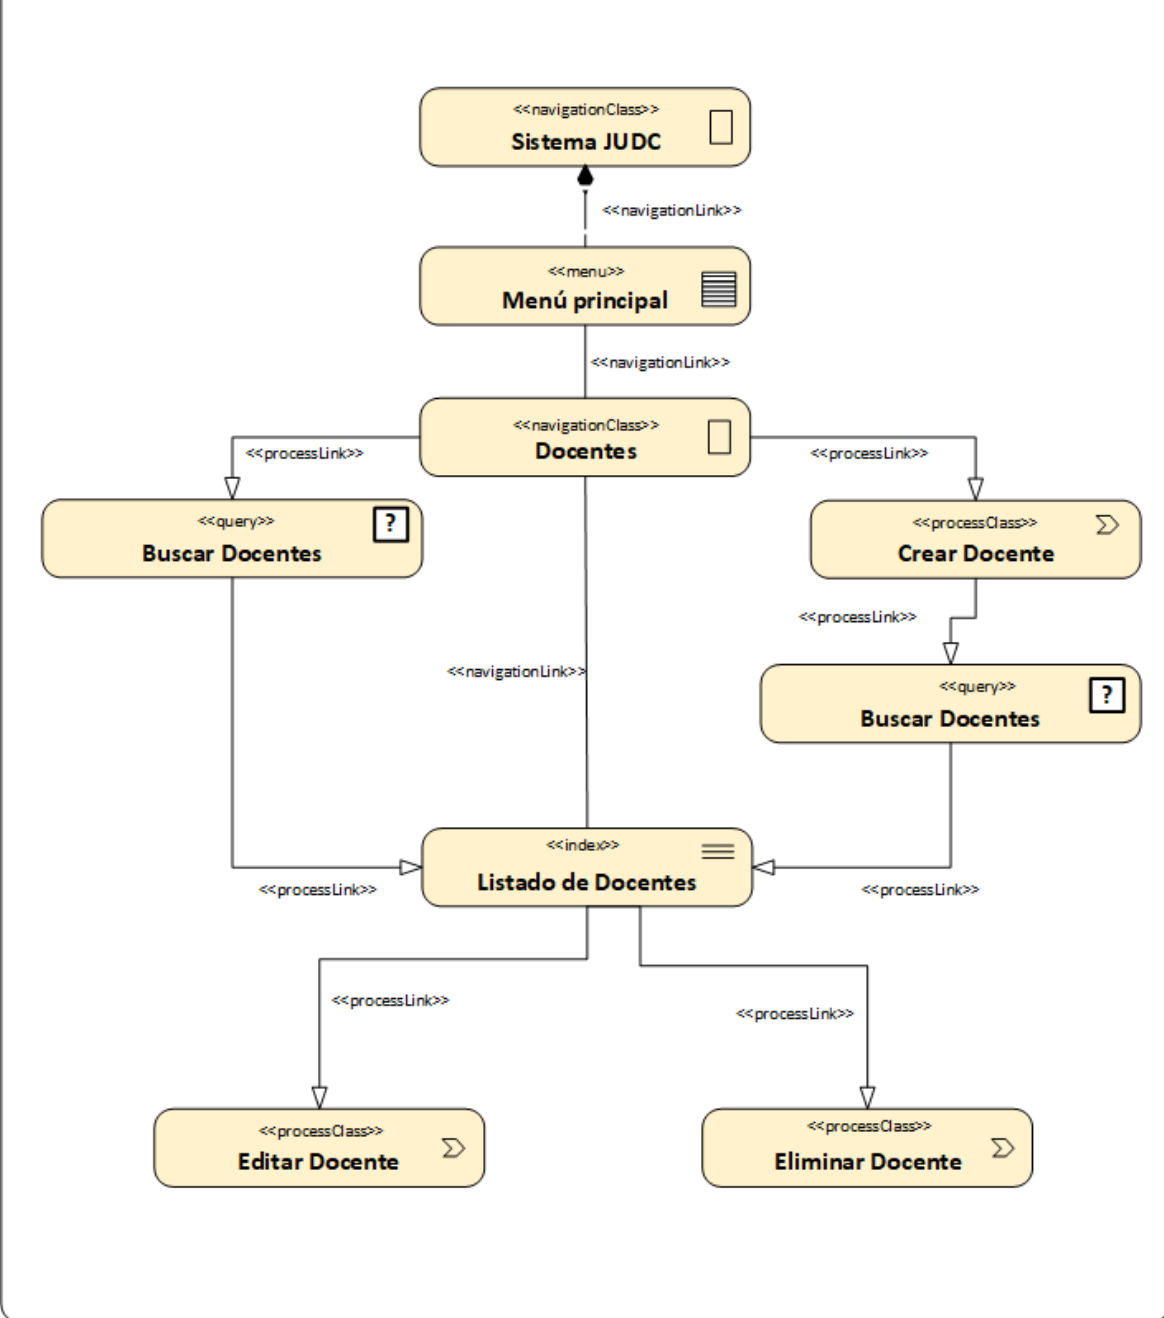 <<navigationClass>>
Sistema JUDC
<<navigationLink>>
<<menu>>
Menú principal
<<navigationLink>>
<<navigationClass>>
Docentes
<<processLink>>
<<processLink>>
<<query>>
?
Buscar Docentes
<<processClass>>
Crear Docente
<<processLink>>
<<navigationLink>>
<<query>>
?
Buscar Docentes
<<index>>
Listado de Docentes
<<processLink>>
<<processLink>>
<<processLink>>
<<processLink>>
<<processClass>>
Editar Docente
<<processClass>>
Eliminar Docente